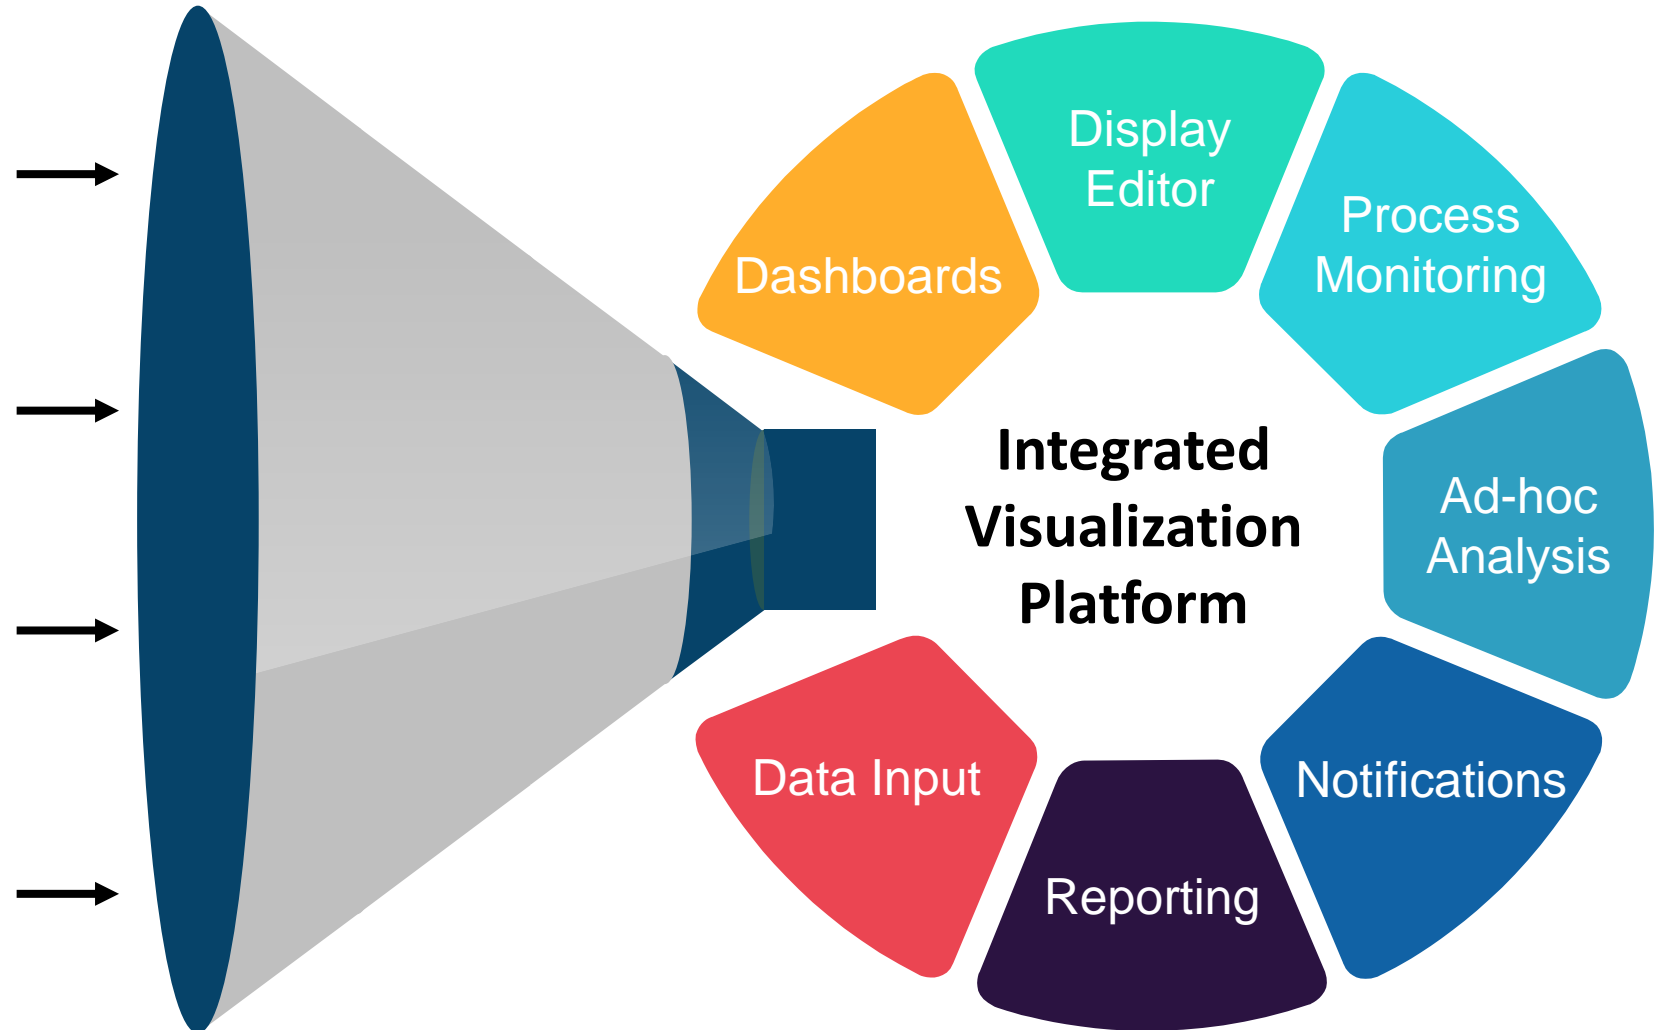 Display
Editor
Process
Monitoring
Dashboards
Integrated
Visualization
Platform
Ad-hoc
Analysis
Data Input
Notifications
Reporting